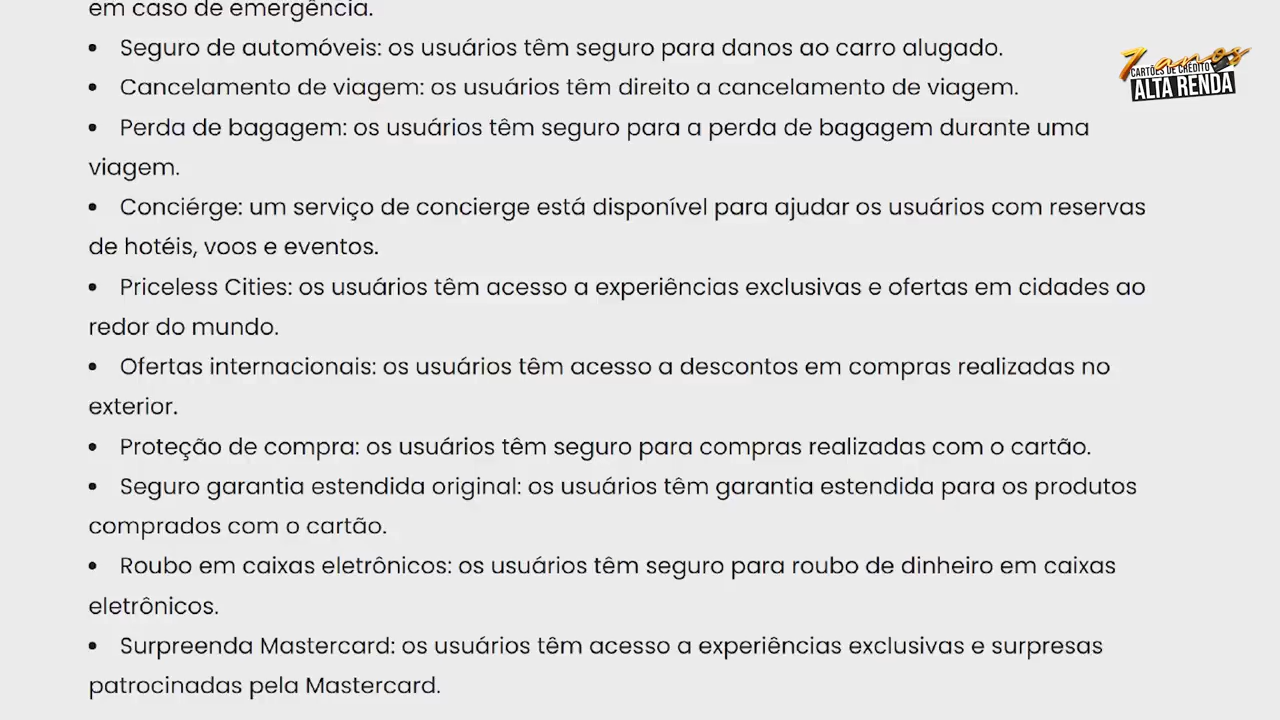 em caso de emergência.
• Seguro de automóveis: os usuários têm seguro para danos ao carro alugado.
• Cancelamento de viagem: os usuários têm direito a cancelamento de viagem.
• Perda de bagagem: os usuários têm seguro para a perda de bagagem durante uma
viagem.
• Conciérge: um serviço de concierge está disponível para ajudar os usuários com reservas
de hotéis, voos e eventos.
• Priceless Cities: os usuários têm acesso a experiências exclusivas e ofertas em cidades ao
redor do mundo.
• Ofertas internacionais: os usuários têm acesso a descontos em compras realizadas no
exterior.
• Proteção de compra: os usuários têm seguro para compras realizadas com o cartão.
• Seguro garantia estendida original: os usuários têm garantia estendida para os produtos
comprados com o cartão.
• Roubo em caixas eletrônicos: os usuários têm seguro para roubo de dinheiro em caixas
eletrônicos.
• Surpreenda Mastercard: os usuários têm acesso a experiências exclusivas e surpresas
patrocinadas pela Mastercard.
7 anos
CARTÕES DE CRÉDITO
ALTA RENDA